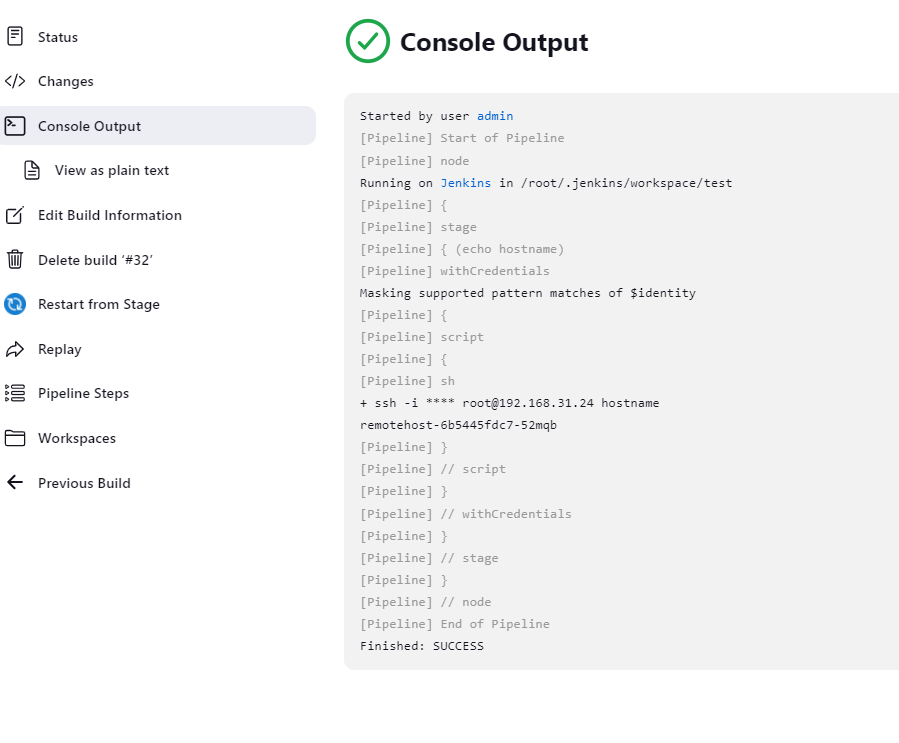 Status
Changes
Console Output
View as plain text
Edit Build Information
Delete build ‘#32’
Restart from Stage
Replay
Pipeline Steps
Workspaces
Previous Build
Console Output
Started by user admin
[Pipeline] Start of Pipeline
[Pipeline] node
Running on Jenkins in /root/.jenkins/workspace/test
[Pipeline] {
[Pipeline] stage
[Pipeline] { (echo hostname)
[Pipeline] withCredentials
Masking supported pattern matches of $identity
[Pipeline] {
[Pipeline] script
[Pipeline] {
[Pipeline] sh
+ ssh -i **** root@192.168.31.24 hostname
remotehost-6b5445fdc7-52mqb
[Pipeline] }
[Pipeline] // script
[Pipeline] }
[Pipeline] // withCredentials
[Pipeline] }
[Pipeline] // stage
[Pipeline] }
[Pipeline] // node
[Pipeline] End of Pipeline
Finished: SUCCESS